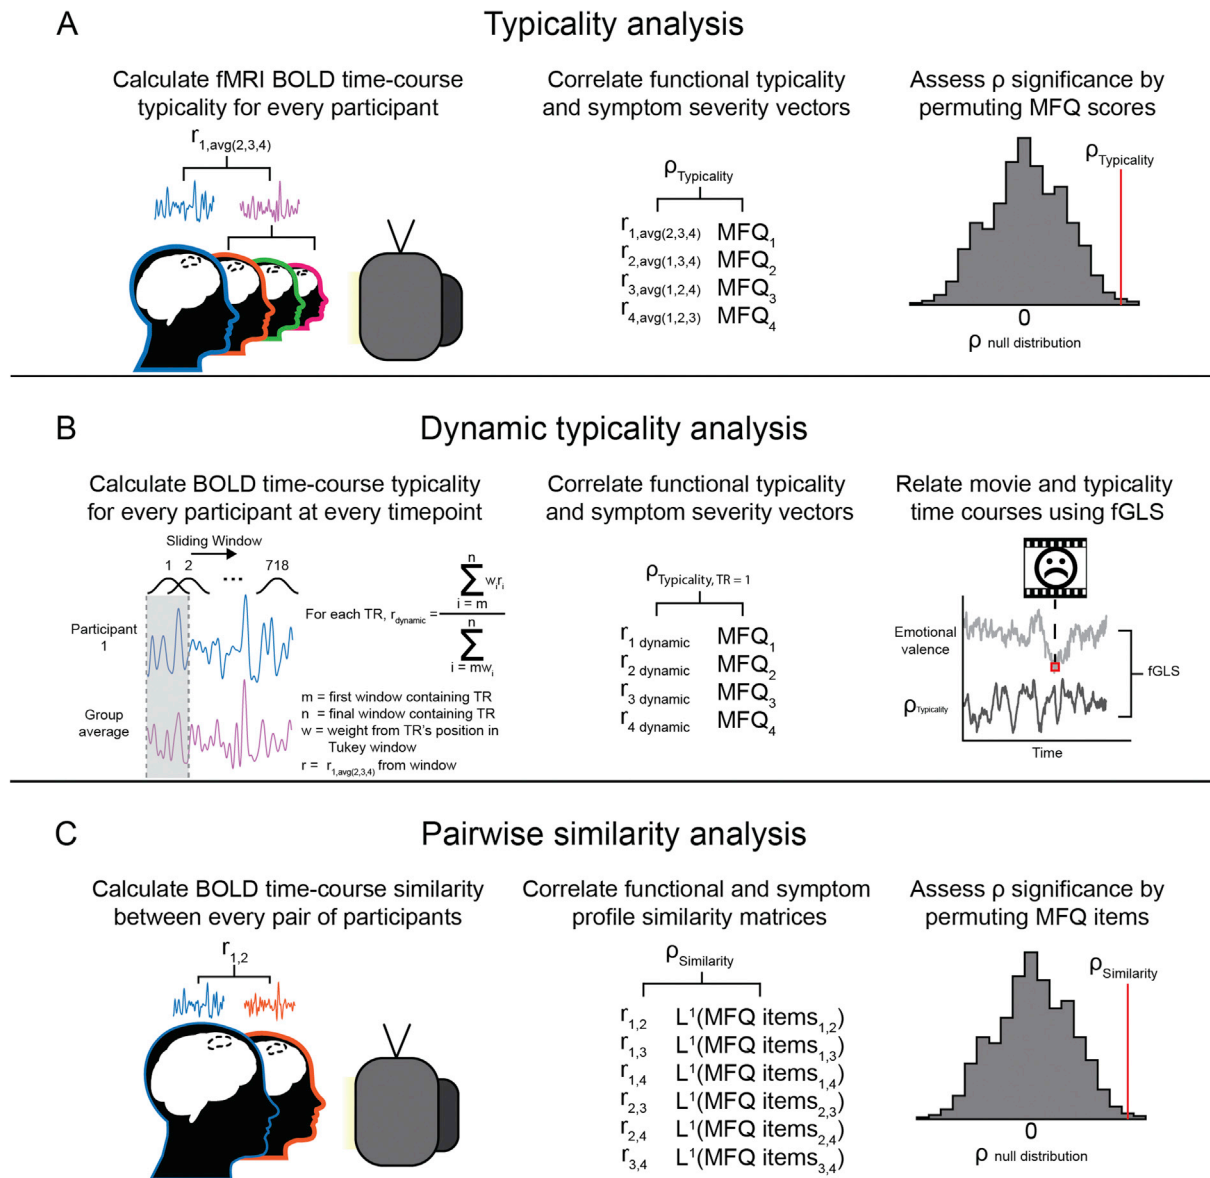 A
Typicality analysis
Calculate fMRI BOLD time-course
typicality for every participant
r1,avg(2,3,4)
Correlate functional typicality
and symptom severity vectors
ρTypicality
r1,avg(2,3,4) MFQ1
r2,avg(1,3,4) MFQ2
r3,avg(1,2,4) MFQ3
r4,avg(1,2,3) MFQ4
Assess ρ significance by
permuting MFQ scores
ρTypicality
0
ρ null distribution
B
Dynamic typicality analysis
Calculate BOLD time-course typicality
for every participant at every timepoint
Sliding Window
1 2 ... 718
Participant
1
Group
average
n
∑ wiri
i = m
For each TR, rdynamic =
n
∑
i = mwi
m = first window containing TR
n = final window containing TR
w = weight from TR's position in
Tukey window
r = r1,avg(2,3,4) from window
Correlate functional typicality
and symptom severity vectors
ρTypicality, TR = 1
r1 dynamic MFQ1
r2 dynamic MFQ2
r3 dynamic MFQ3
r4 dynamic MFQ4
Relate movie and typicality
time courses using fGLS
Emotional
valence
fGLS
ρTypicality
Time
C
Pairwise similarity analysis
Calculate BOLD time-course similarity
between every pair of participants
r1,2
Correlate functional and symptom
profile similarity matrices
ρSimilarity
r1,2 L¹(MFQ items1,2)
r1,3 L¹(MFQ items1,3)
r1,4 L¹(MFQ items1,4)
r2,3 L¹(MFQ items2,3)
r2,4 L¹(MFQ items2,4)
r3,4 L¹(MFQ items3,4)
Assess ρ significance by
permuting MFQ items
ρSimilarity
0
ρ null distribution